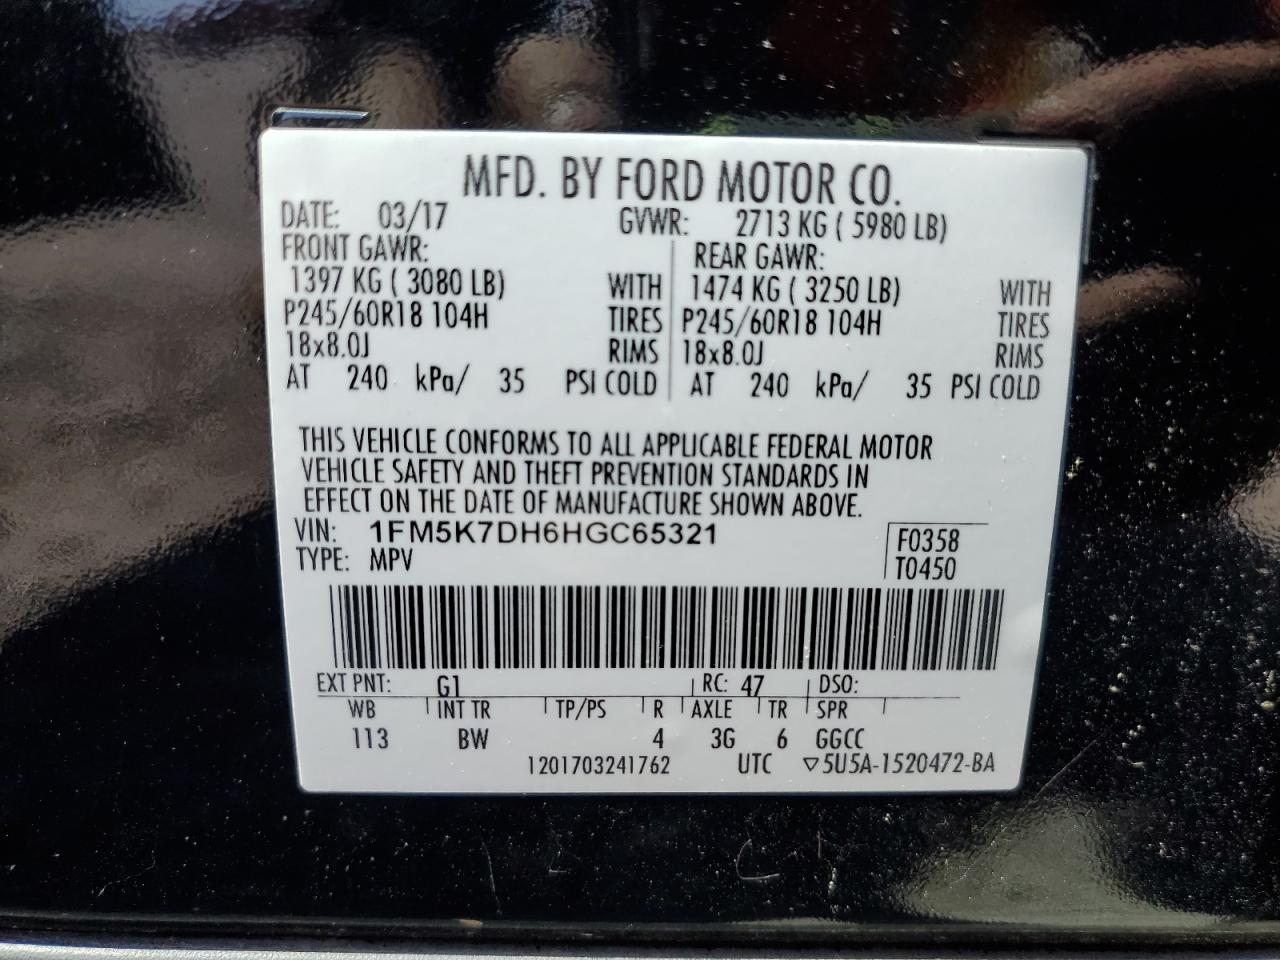 MFD. BY FORD MOTOR CO.
DATE: 03/17 GVWR: 2713 KG ( 5980 LB)
FRONT GAWR: REAR GAWR:
1397 KG ( 3080 LB) WITH 1474 KG ( 3250 LB) WITH
P245/60R18 104H TIRES P245/60R18 104H TIRES
18x8.0J RIMS 18x8.0J RIMS
AT 240 kPa/ 35 PSI COLD AT 240 kPa/ 35 PSI COLD
THIS VEHICLE CONFORMS TO ALL APPLICABLE FEDERAL MOTOR
VEHICLE SAFETY AND THEFT PREVENTION STANDARDS IN
EFFECT ON THE DATE OF MANUFACTURE SHOWN ABOVE.
VIN: 1FM5K7DH6HGC65321 F0358
TYPE: MPV T0450
EXT PNT: G1 RC: 47 DSO:
WB INT TR TP/PS R AXLE TR SPR
113 BW 4 3G 6 GGCC
1201703241762 UTC ▽5U5A-1520472-BA